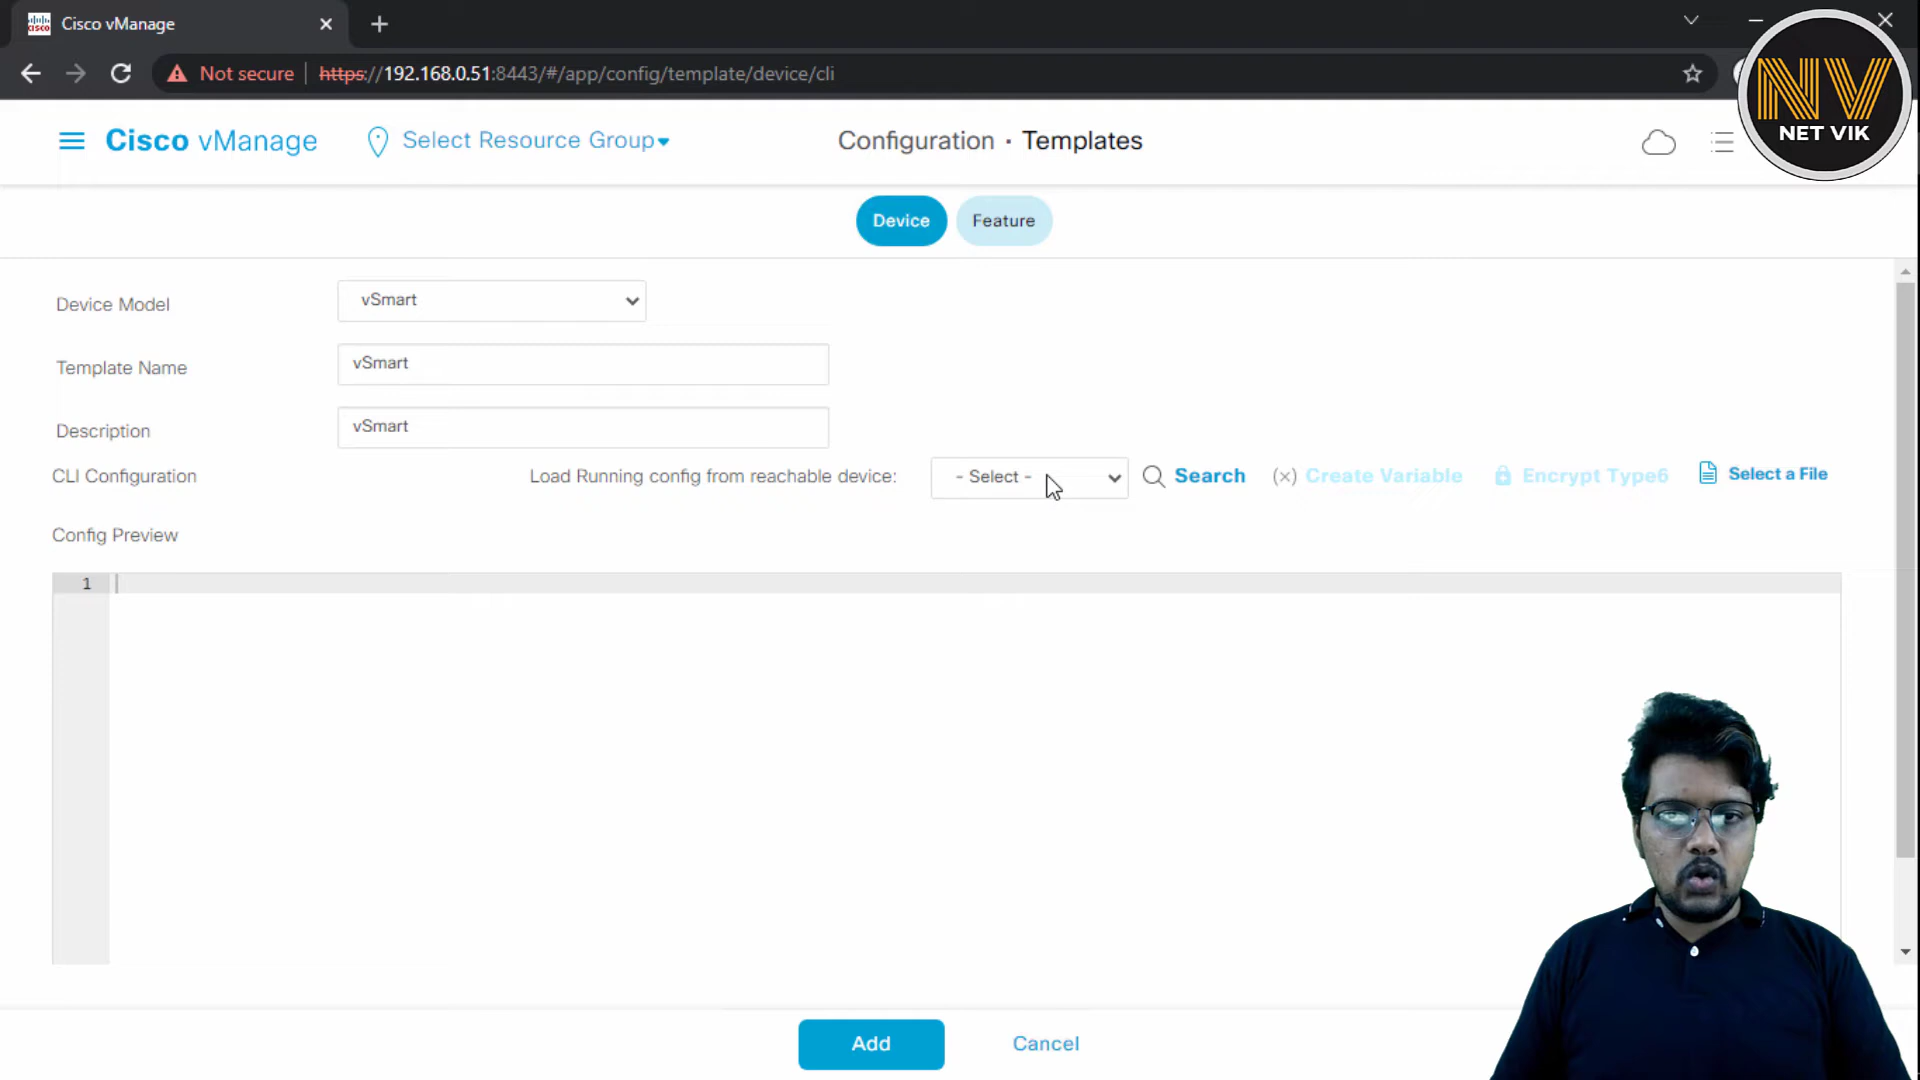 Cisco vManage
Not secure https://192.168.0.51:8443/#/app/config/template/device/cli
NV
NET VIK
Cisco vManage Select Resource Group Configuration · Templates
Device Feature
Device Model vSmart
Template Name vSmart
Description vSmart
CLI Configuration Load Running config from reachable device: - Select - Search (×) Create Variable Encrypt Type6 Select a File
Config Preview
1
Add Cancel